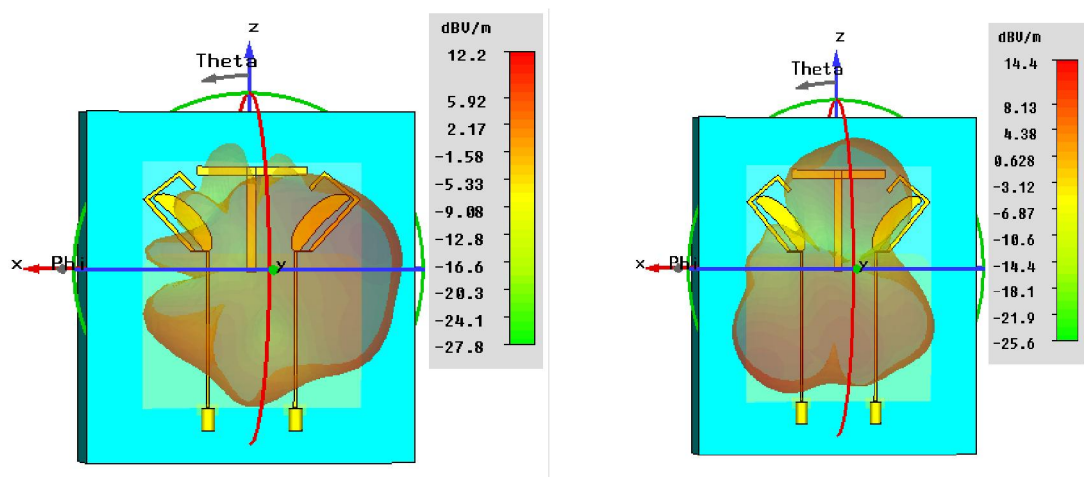 dBV/m
12.2
5.92
2.17
-1.58
-5.33
-9.08
-12.8
-16.6
-20.3
-24.1
-27.8
z
Theta
x
Phi
y
dBV/m
14.4
8.13
4.38
0.628
-3.12
-6.87
-10.6
-14.4
-18.1
-21.9
-25.6
z
Theta
x
Phi
y